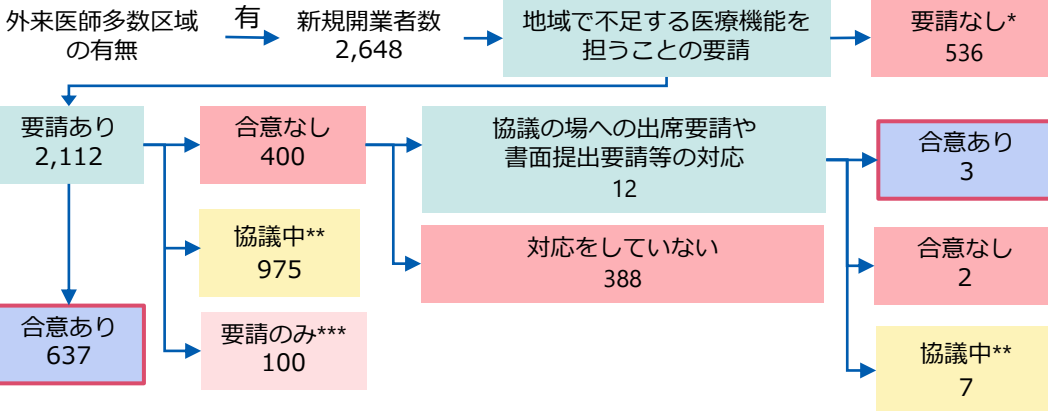 外来医師多数区域
の有無
有
新規開業者数
2,648
地域で不足する医療機能を
担うことの要請
要請なし*
536
要請あり
2,112
合意なし
400
協議の場への出席要請や
書面提出要請等の対応
12
合意あり
3
協議中**
975
対応をしていない
388
合意なし
2
合意あり
637
要請のみ***
100
協議中**
7